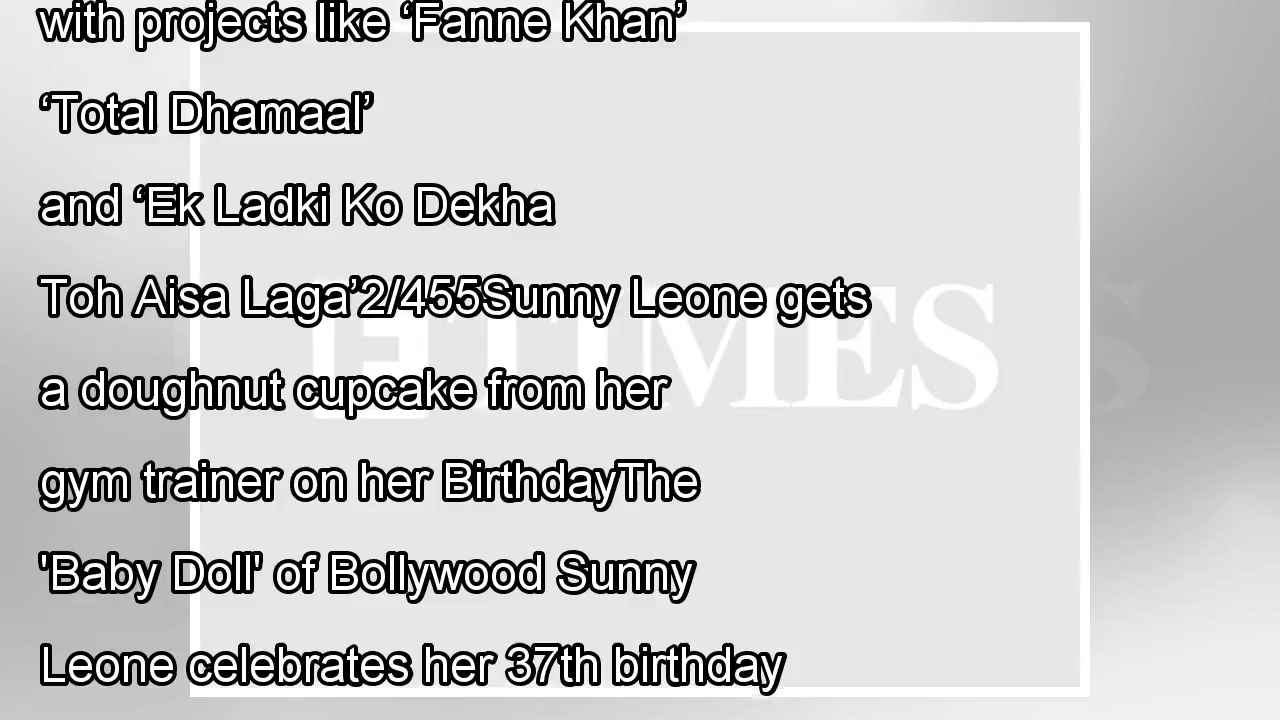 with projects like ‘Fanne Khan’
‘Total Dhamaal’
and ‘Ek Ladki Ko Dekha
Toh Aisa Laga’2/455Sunny Leone gets
a doughnut cupcake from her
gym trainer on her BirthdayThe
'Baby Doll' of Bollywood Sunny
Leone celebrates her 37th birthday
ETIMES